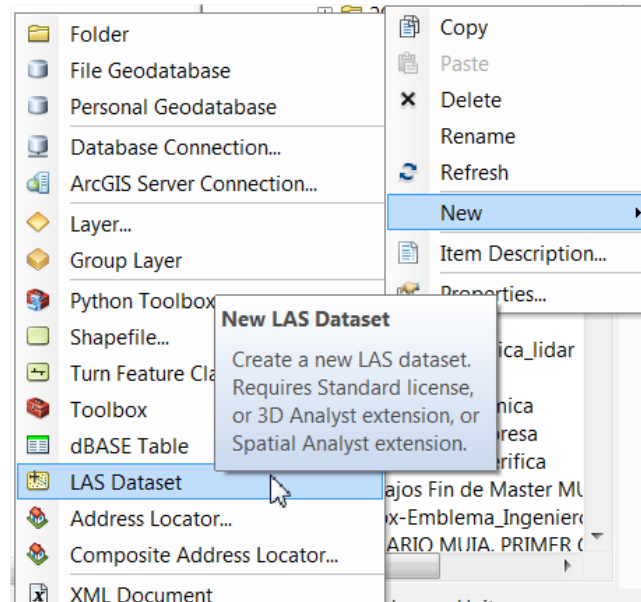 Folder
File Geodatabase
Personal Geodatabase
Database Connection...
ArcGIS Server Connection...
Layer...
Group Layer
Python Toolbox
Shapefile...
Turn Feature Cla
Toolbox
dBASE Table
LAS Dataset
Address Locator...
Composite Address Locator...
XML Document
Copy
Paste
Delete
Rename
Refresh
New
Item Description...
Properties...
New LAS Dataset
Create a new LAS dataset.
Requires Standard license,
or 3D Analyst extension, or
Spatial Analyst extension.
ica_lidar
mica
resa
erifica
ajos Fin de Master MU
x-Emblema_Ingeniero
ARIO MUIA. PRIMER C